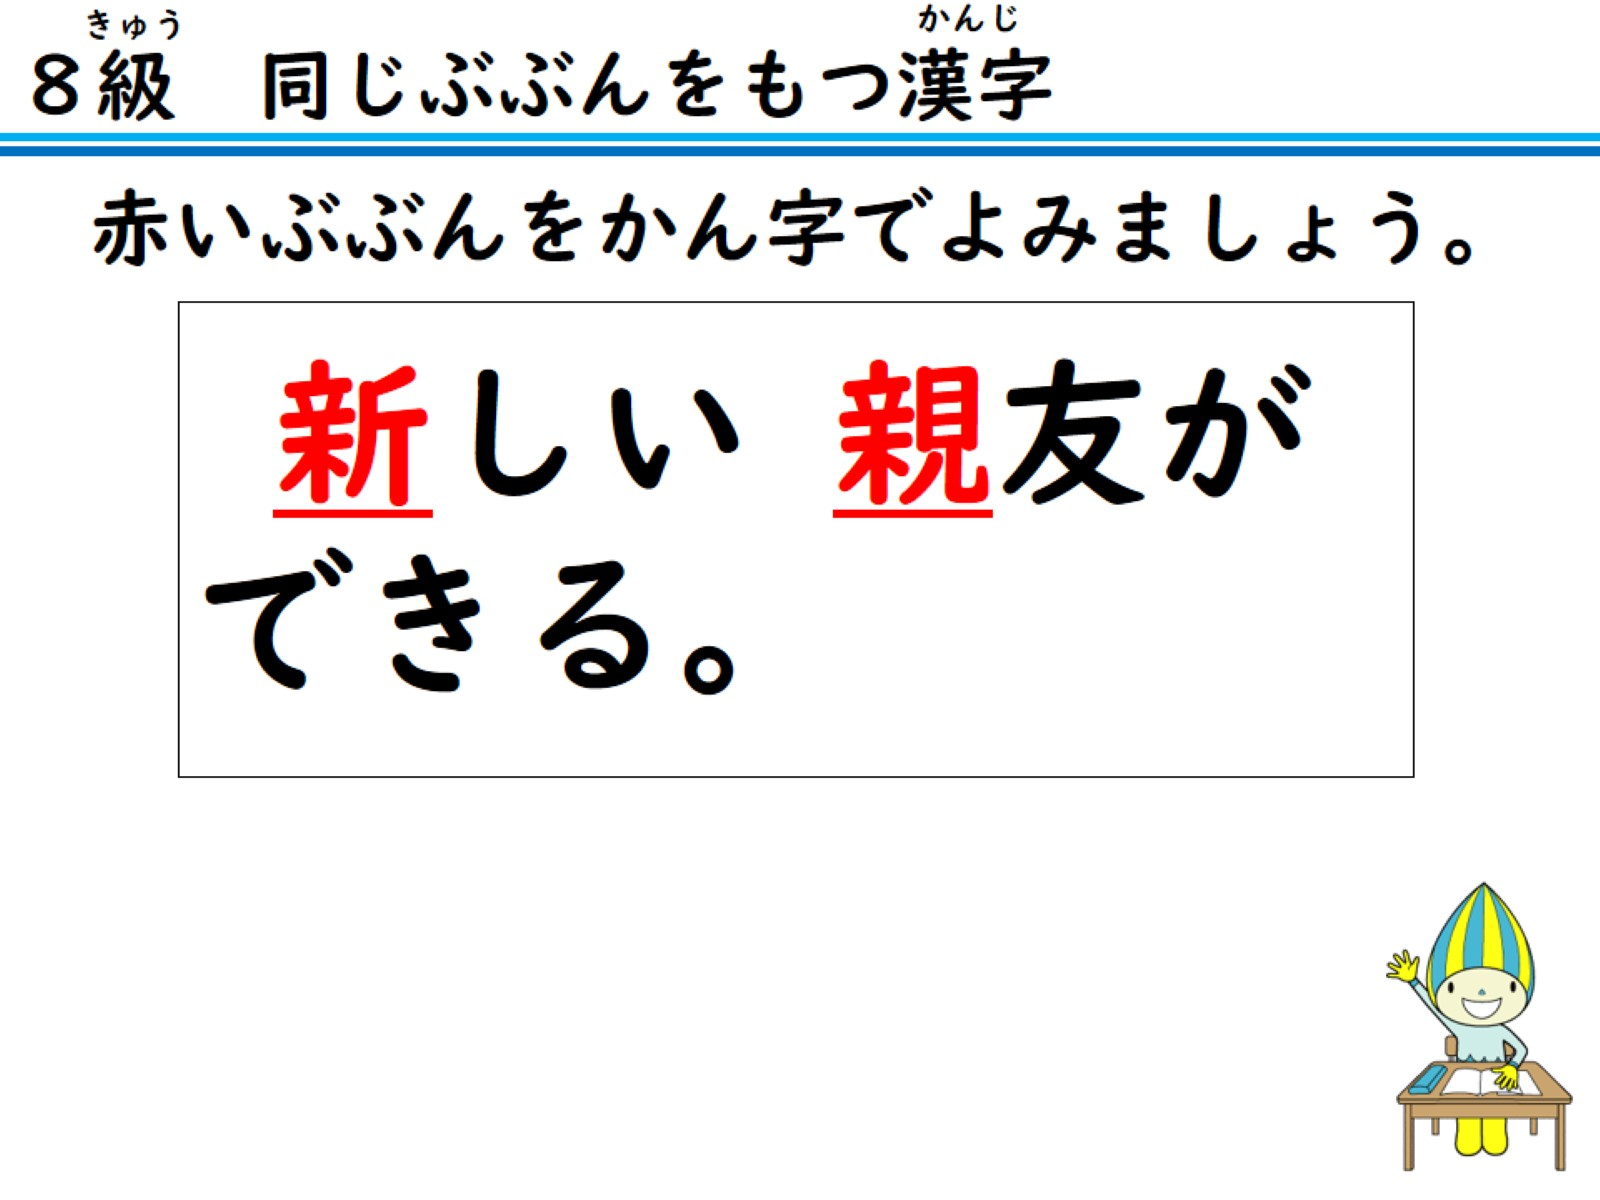 きゅう かんじ
８級　同じぶぶんをもつ漢字
赤いぶぶんをかん字でよみましょう。
新しい 親友が
できる。